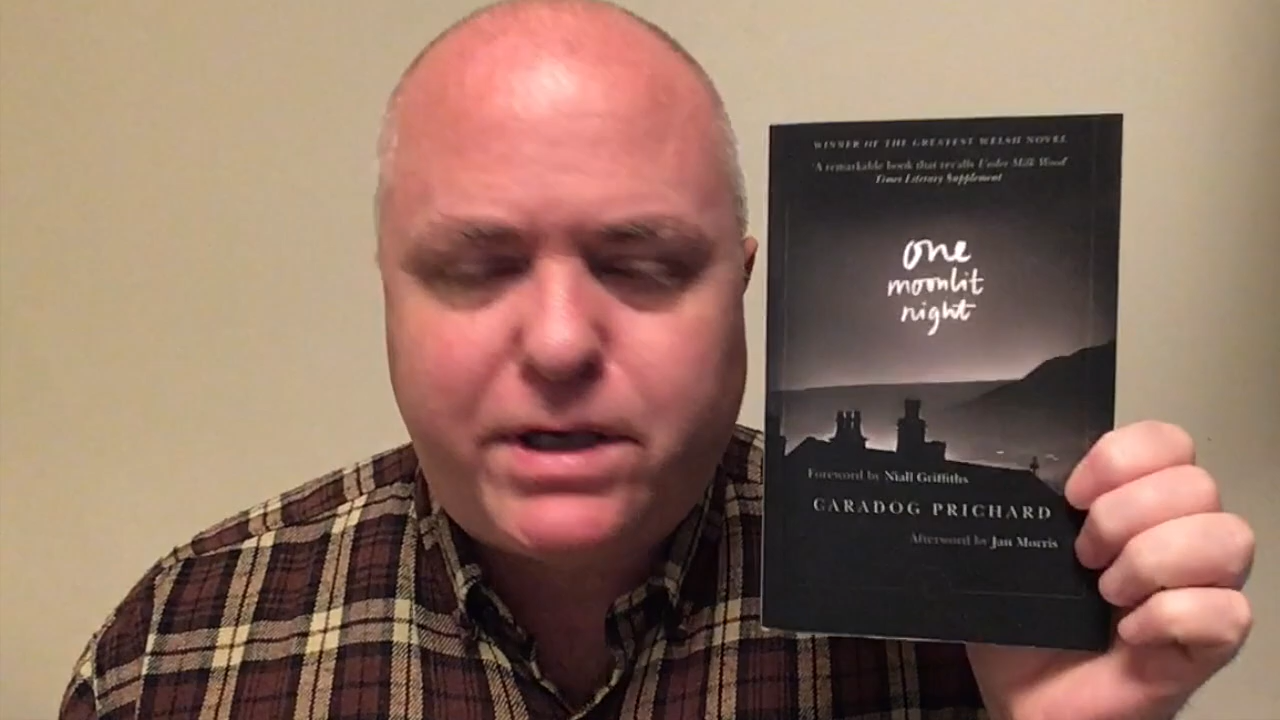 WINNER OF THE GREATEST WELSH NOVEL
'A remarkable book that recalls Under Milk Wood'
Times Literary Supplement
one
moonlit
night
Foreword by Niall Griffiths
CARADOG PRICHARD
Afterword by Jan Morris